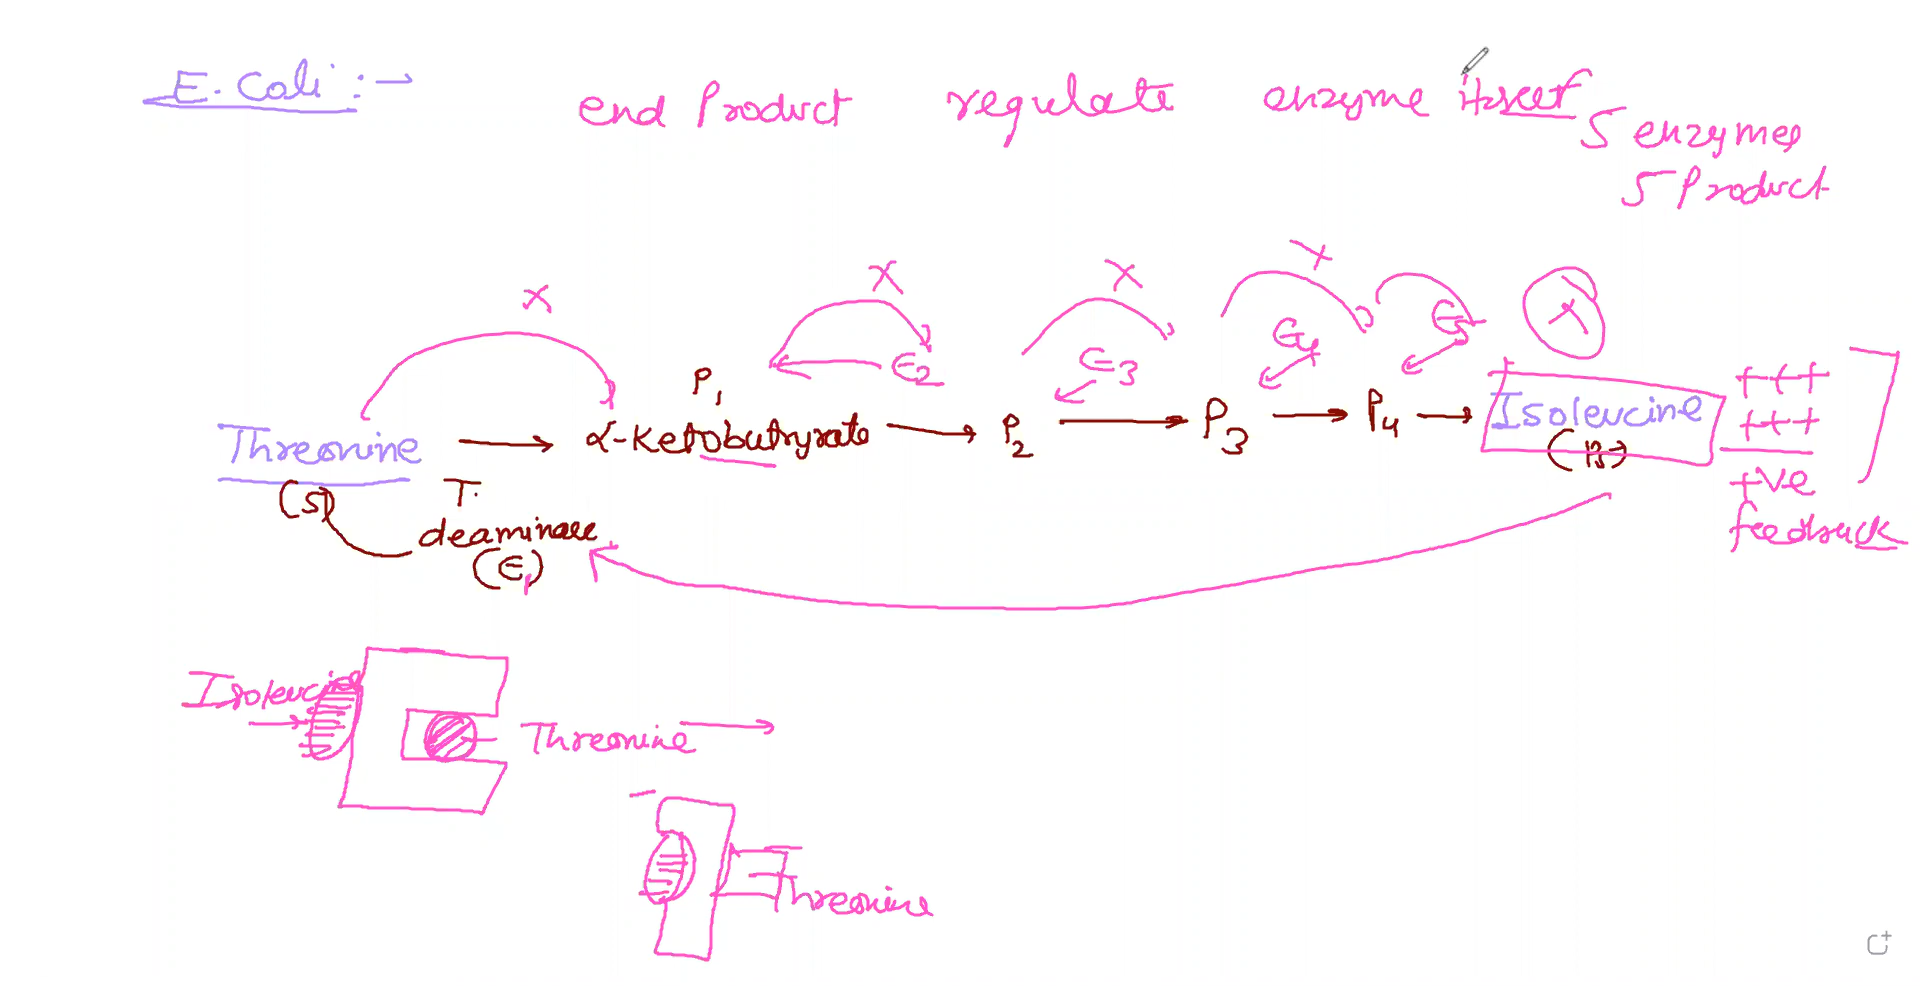 E. Coli :→
end Product regulate enzyme itself
5 enzymes
5 Product
X X X X X
E2 E3 E4 E5
P1
Threonine → α-Ketobutyrate → P2 → P3 → P4 → Isoleucine
+++
+++
(S)
T.
deaminase
(E1)
(P)
+ve
feedback
Isoleucine
Threonine →
Threonine